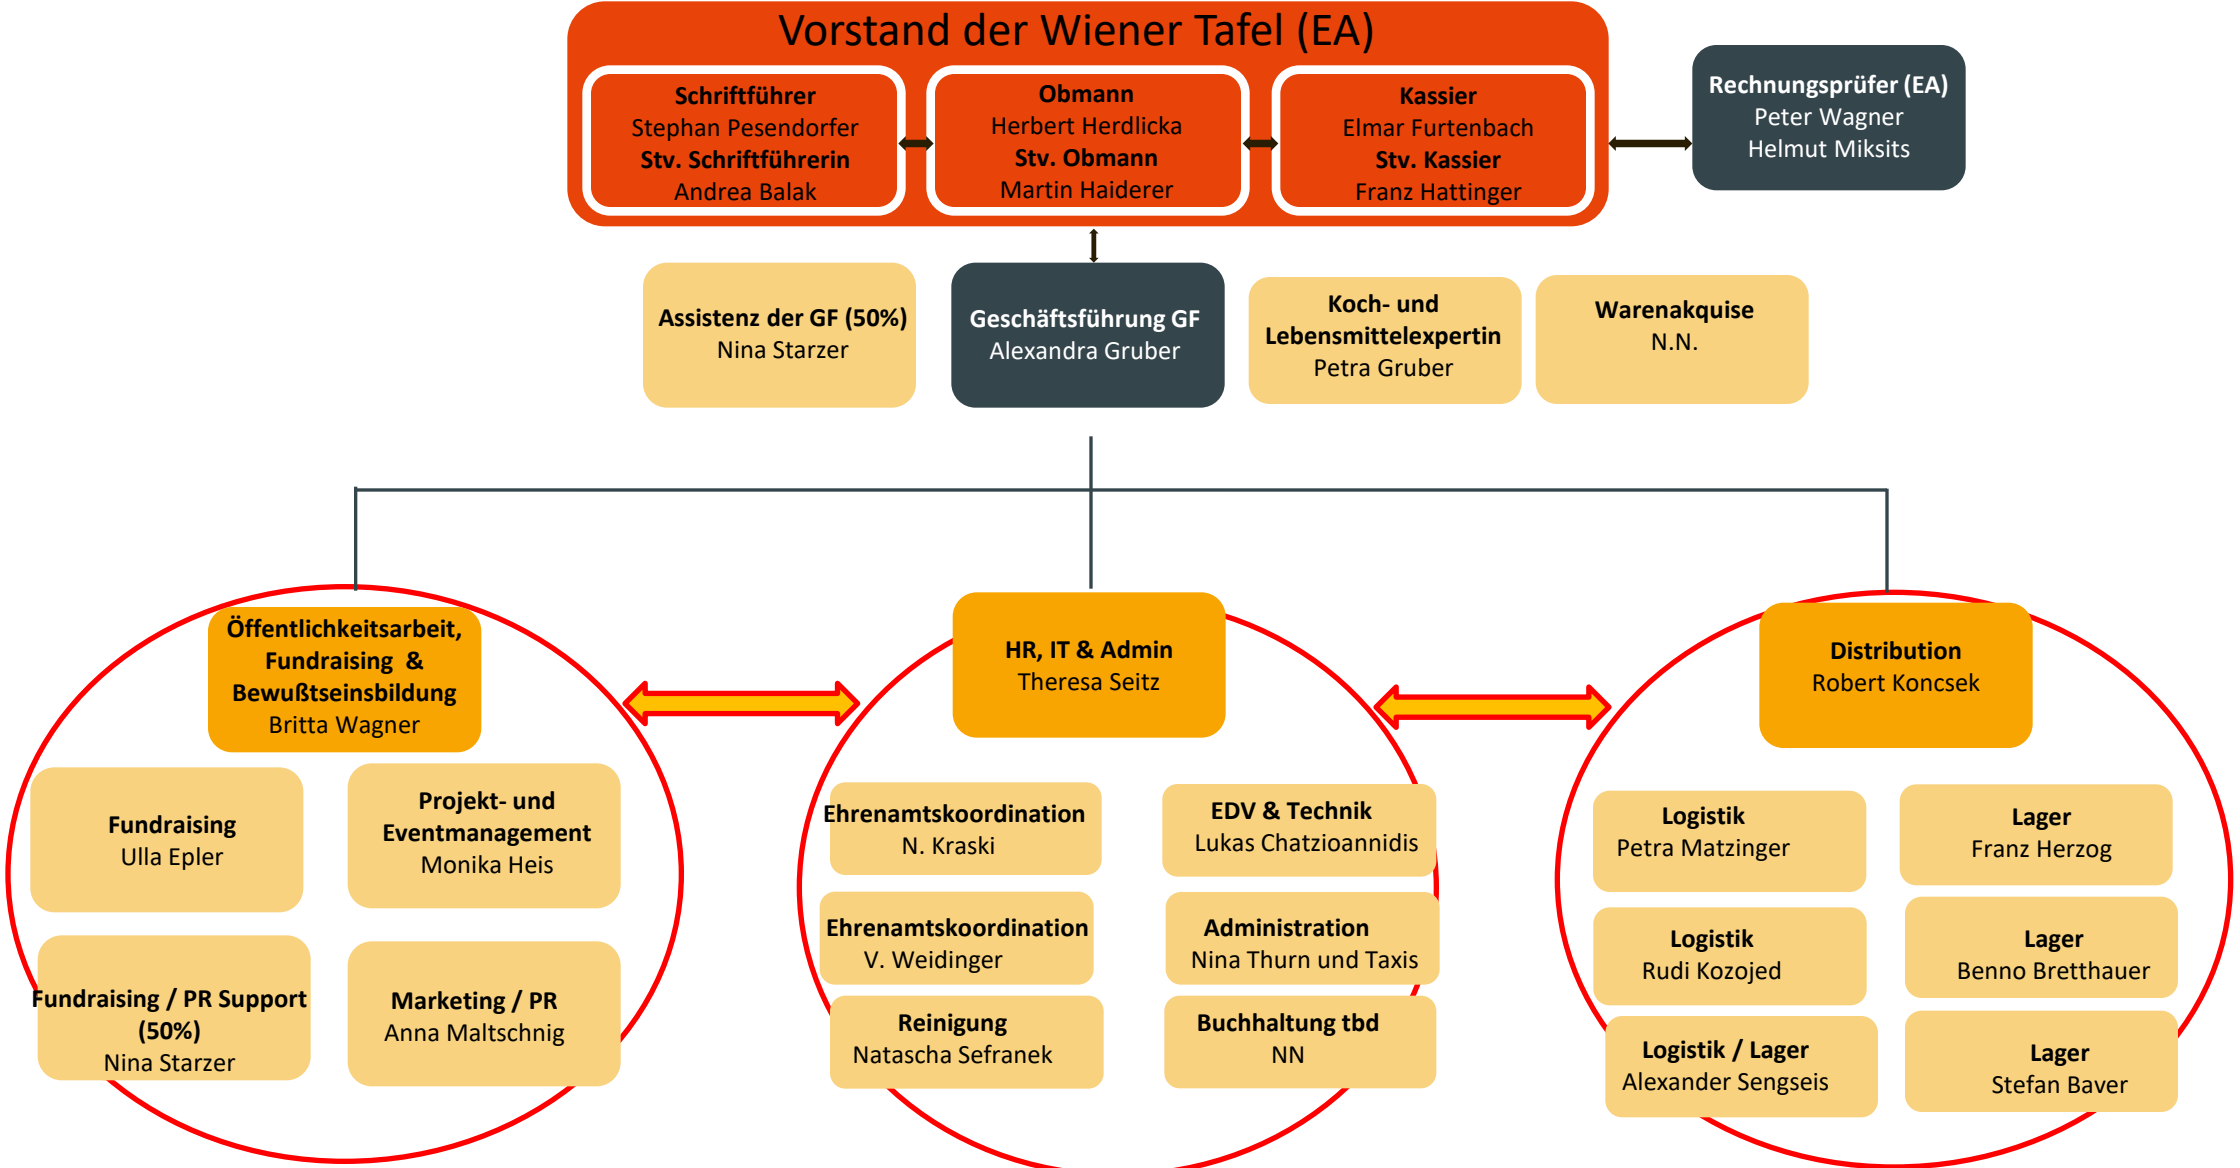 Vorstand der Wiener Tafel (EA)
Schriftführer
Stephan Pesendorfer
Stv. Schriftführerin
Andrea Balak
Obmann
Herbert Herdlicka
Stv. Obmann
Martin Haiderer
Kassier
Elmar Furtenbach
Stv. Kassier
Franz Hattinger
Rechnungsprüfer (EA)
Peter Wagner
Helmut Miksits
Assistenz der GF (50%)
Nina Starzer
Geschäftsführung GF
Alexandra Gruber
Koch- und
Lebensmittelexpertin
Petra Gruber
Warenakquise
N.N.
Öffentlichkeitsarbeit,
Fundraising &
Bewußtseinsbildung
Britta Wagner
Fundraising
Ulla Epler
Projekt- und
Eventmanagement
Monika Heis
Fundraising / PR Support
(50%)
Nina Starzer
Marketing / PR
Anna Maltschnig
HR, IT & Admin
Theresa Seitz
Ehrenamtskoordination
N. Kraski
EDV & Technik
Lukas Chatzioannidis
Ehrenamtskoordination
V. Weidinger
Administration
Nina Thurn und Taxis
Reinigung
Natascha Sefranek
Buchhaltung tbd
NN
Distribution
Robert Koncsek
Logistik
Petra Matzinger
Lager
Franz Herzog
Logistik
Rudi Kozojed
Lager
Benno Bretthauer
Logistik / Lager
Alexander Sengseis
Lager
Stefan Baver